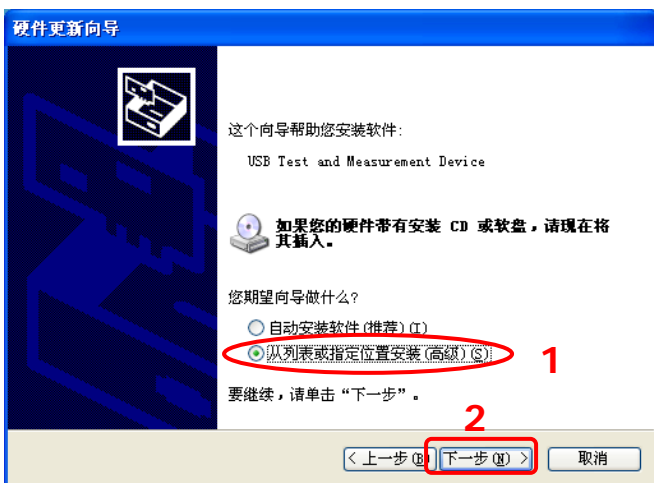 硬件更新向导
这个向导帮助您安装软件:
USB Test and Measurement Device
如果您的硬件带有安装 CD 或软盘，请现在将
其插入。
您期望向导做什么?
自动安装软件(推荐)(I)
从列表或指定位置安装(高级)(S)
1
要继续，请单击“下一步”。
2
< 上一步(B) 下一步(N) > 取消